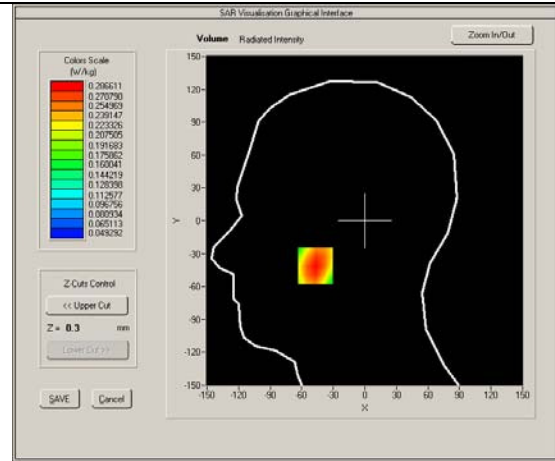 SAR Visualisation Graphical Interface
Volume Radiated Intensity
Zoom In/Out
Colors Scale
(W/kg)
0.286611
0.270790
0.254969
0.239147
0.223326
0.207505
0.191683
0.175862
0.160041
0.144219
0.128398
0.112577
0.096756
0.080934
0.065113
0.049292
Z-Cuts Control
<< Upper Cut
Z = 0.3 mm
Lower Cut >>
SAVE Cancel
150-
120-
90-
60-
30-
0-
-30-
-60-
-90-
-120-
-150-
Y
-150 -120 -90 -60 -30 0 30 60 90 120 150
X